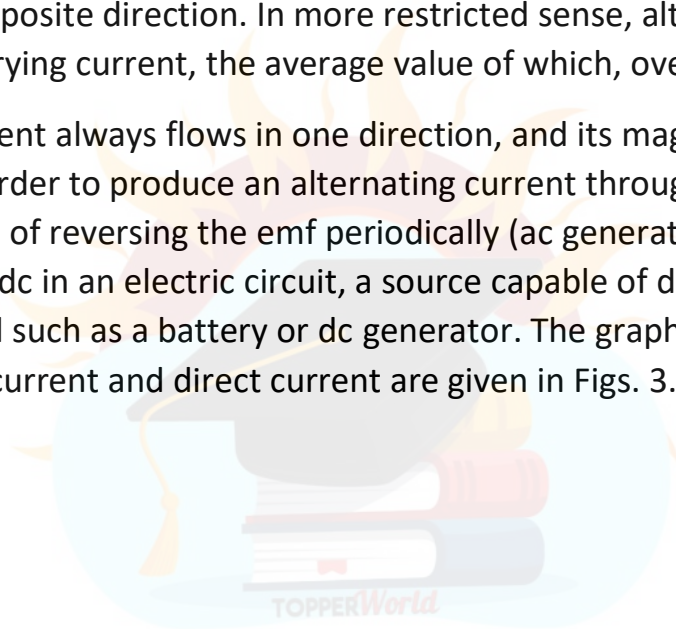 posite direction. In more restricted sense, alt
rying current, the average value of which, ove
ent always flows in one direction, and its mag
rder to produce an alternating current throug
of reversing the emf periodically (ac generat
dc in an electric circuit, a source capable of d
such as a battery or dc generator. The graph
current and direct current are given in Figs. 3.
TOPPERWorld